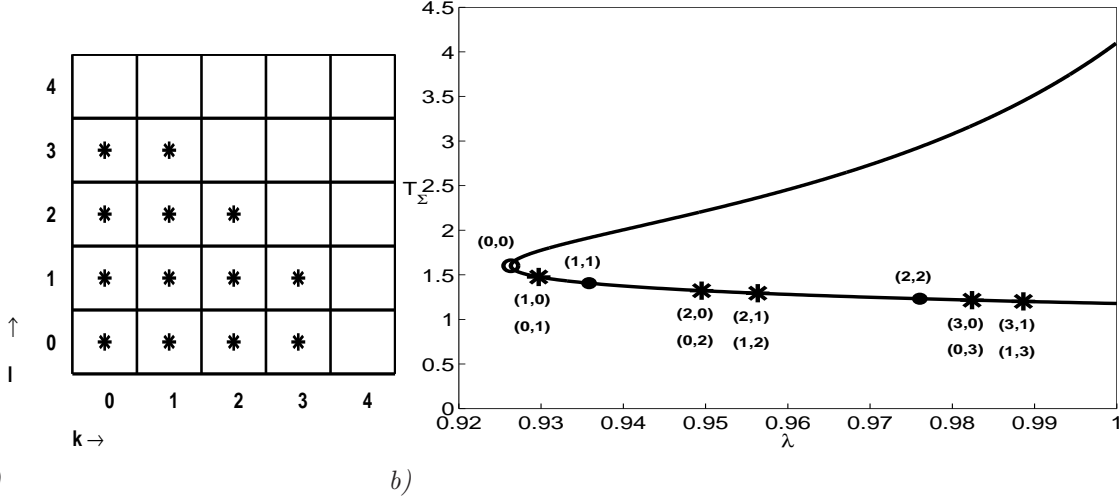 4
3
2
1
0
↑
l
0 1 2 3 4
k →
)
4.5
4
3.5
3
T_Σ 2.5
2
1.5
1
0.5
0
(0,0)
(1,1)
(2,2)
(1,0) (2,0) (2,1) (3,0) (3,1)
(0,1) (0,2) (1,2) (0,3) (1,3)
0.92 0.93 0.94 0.95 0.96 0.97 0.98 0.99 1
λ
b)